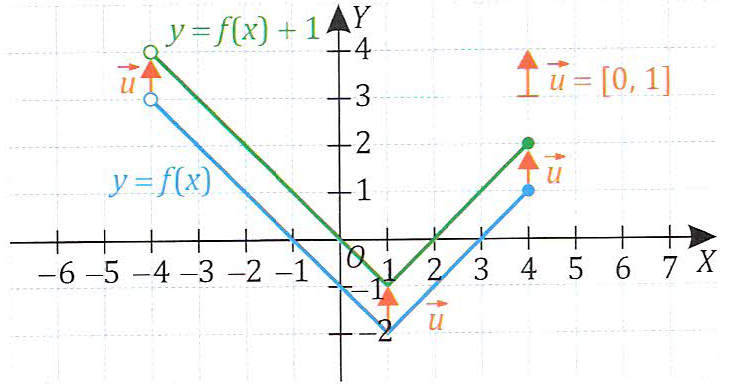 y = f(x) + 1
Y
4
u⃗
u⃗ = [0, 1]
3
2
y = f(x)
u⃗
1
O
−6 −5 −4 −3 −2 −1 1 2 3 4 5 6 7 X
−1
u⃗
−2